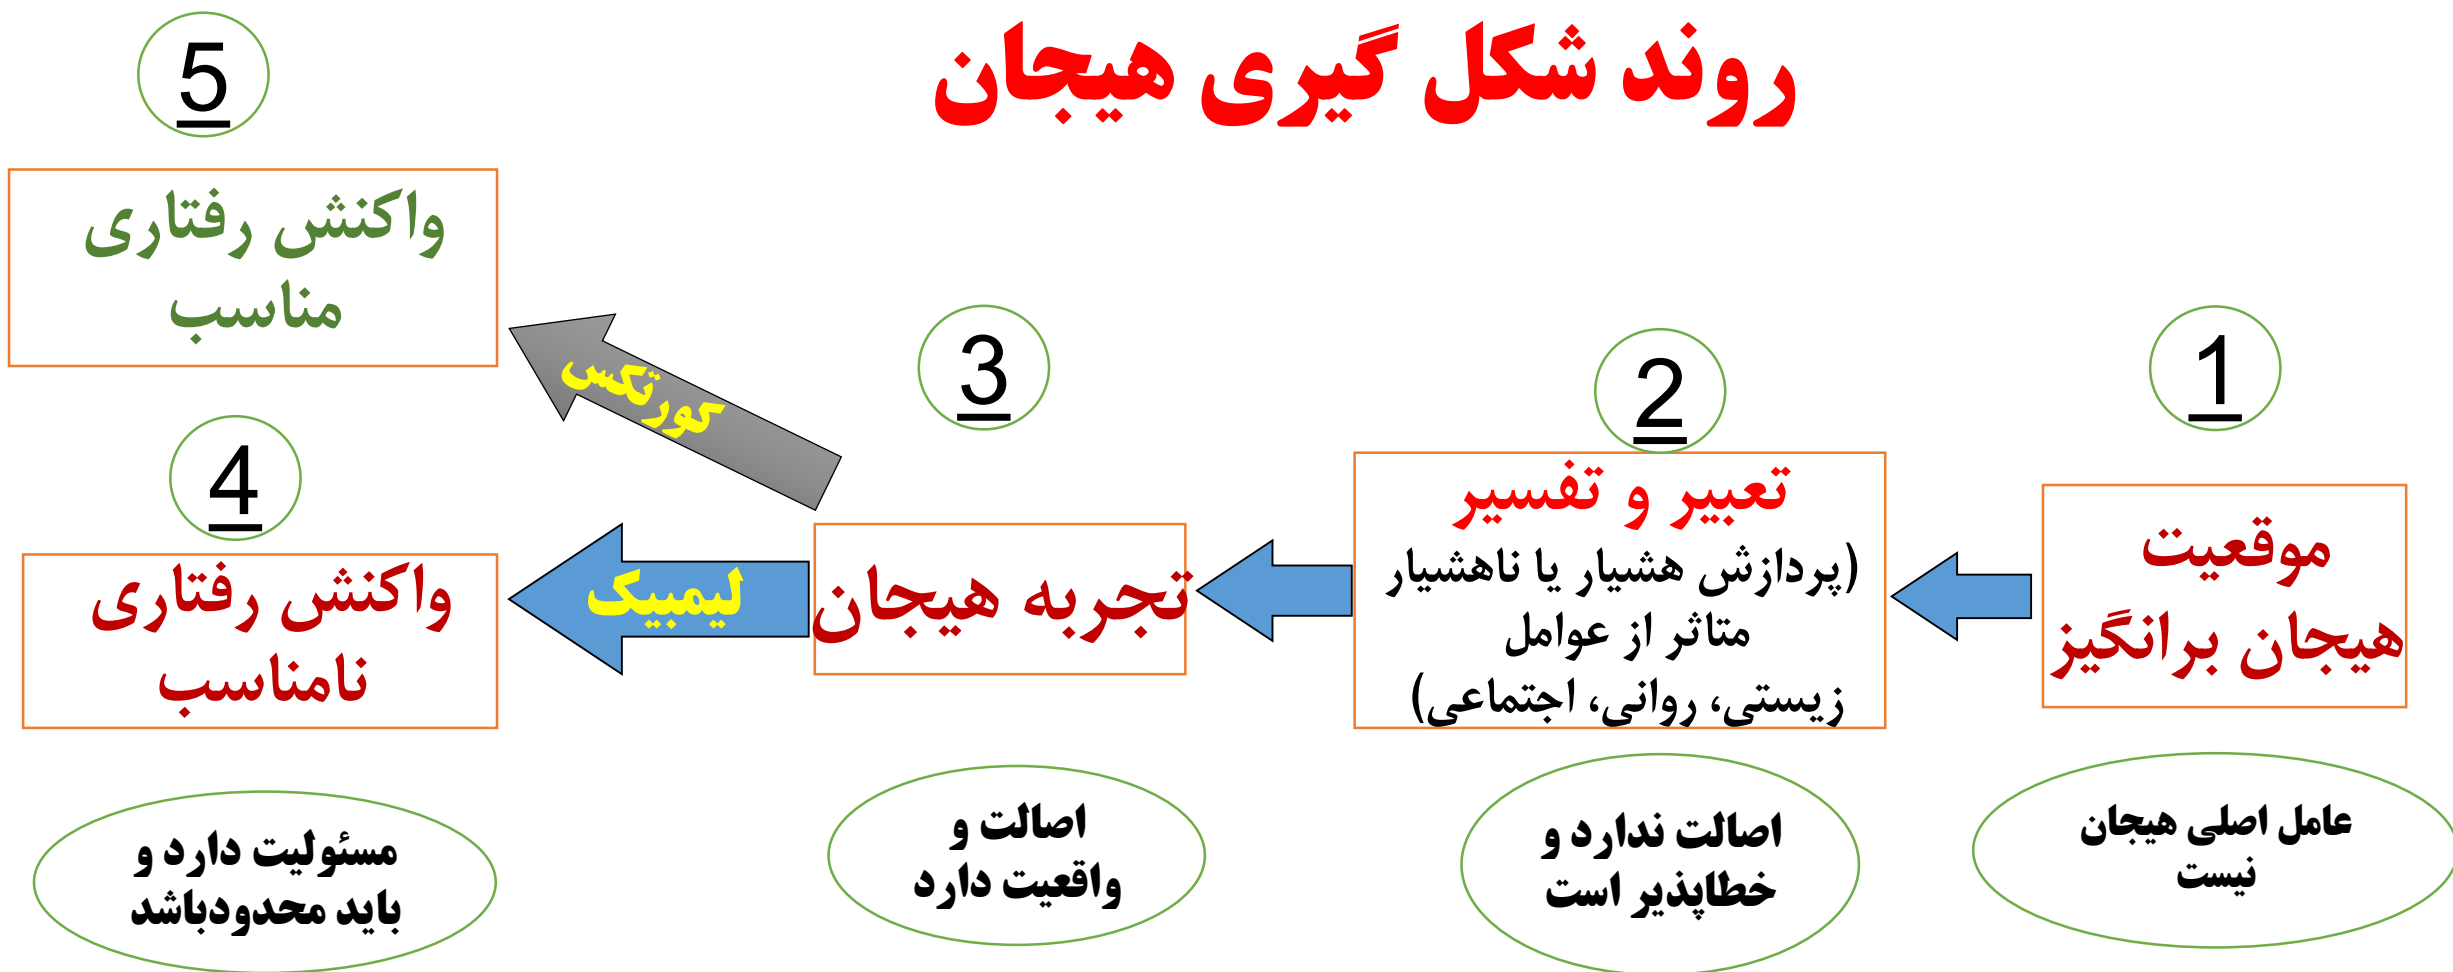 روند شکل گیری هیجان
1
موقعیت
هیجان برانگیز
عامل اصلی هیجان
نیست
2
تعبیر و تفسیر
(پردازش هشیار یا ناهشیار
متاثر از عوامل
زیستی، روانی، اجتماعی)
اصالت ندارد و
خطاپذیر است
3
تجربه هیجان
اصالت و
واقعیت دارد
لیمبیک
4
واکنش رفتاری
نامناسب
مسئولیت دارد و
باید محدودباشد
کورتکس
5
واکنش رفتاری
مناسب